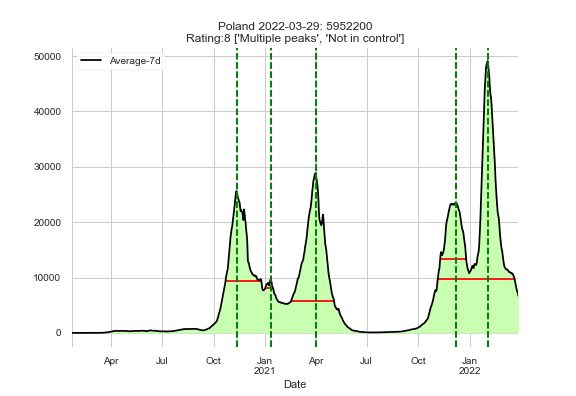 Poland 2022-03-29: 5952200
Rating:8 ['Multiple peaks', 'Not in control']
Average-7d
50000
40000
30000
20000
10000
0
Apr Jul Oct Jan Apr Jul Oct Jan
2021 2022
Date